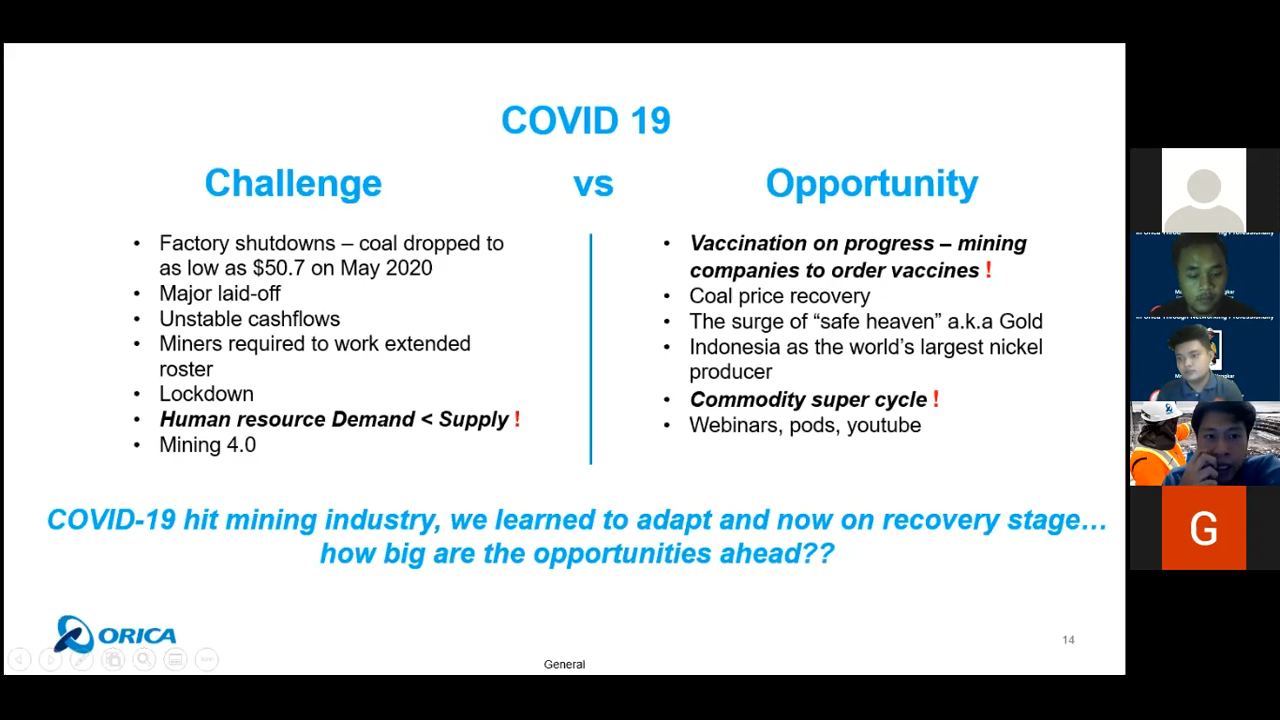 COVID 19
Challenge
vs
Opportunity
• Factory shutdowns – coal dropped to
as low as $50.7 on May 2020
• Major laid-off
• Unstable cashflows
• Miners required to work extended
roster
• Lockdown
• Human resource Demand < Supply !
• Mining 4.0
• Vaccination on progress – mining
companies to order vaccines !
• Coal price recovery
• The surge of “safe heaven” a.k.a Gold
• Indonesia as the world’s largest nickel
producer
• Commodity super cycle !
• Webinars, pods, youtube
COVID-19 hit mining industry, we learned to adapt and now on recovery stage…
how big are the opportunities ahead??
ORICA
General
14
G